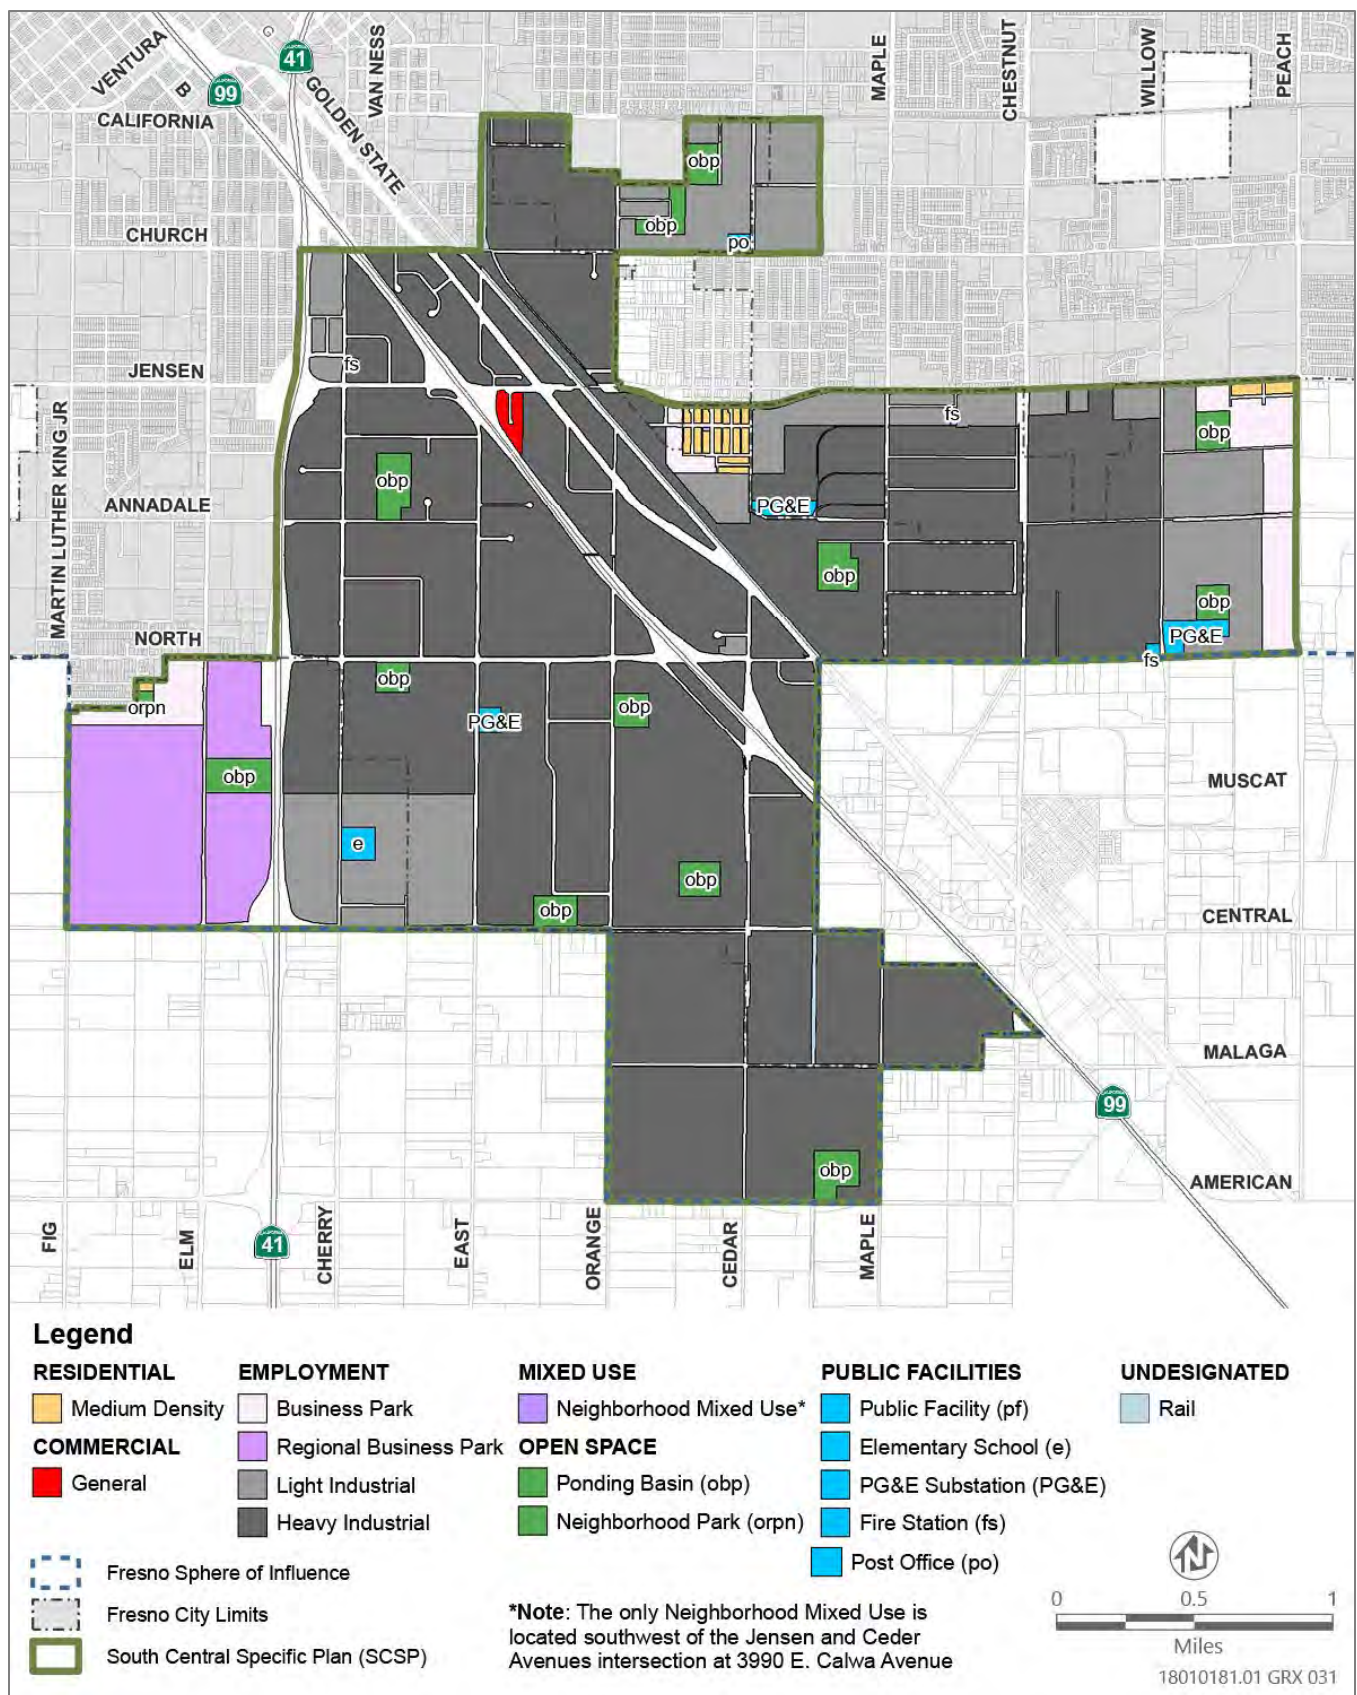 VENTURA
G
41
GOLDEN STATE
VAN NESS
MAPLE
CHESTNUT
WILLOW
PEACH
B
CALIFORNIA
99
CALIFORNIA
obp
obp
po
CHURCH
JENSEN
fs
fs
obp
MARTIN LUTHER KING JR
obp
ANNADALE
PG&E
obp
obp
NORTH
PG&E
fs
orpn
obp
PG&E
obp
obp
MUSCAT
e
obp
obp
CENTRAL
MALAGA
99
obp
AMERICAN
FIG
ELM
41
CHERRY
EAST
ORANGE
CEDAR
MAPLE
Legend
RESIDENTIAL
Medium Density
COMMERCIAL
General
EMPLOYMENT
Business Park
Regional Business Park
Light Industrial
Heavy Industrial
MIXED USE
Neighborhood Mixed Use*
OPEN SPACE
Ponding Basin (obp)
Neighborhood Park (orpn)
PUBLIC FACILITIES
Public Facility (pf)
Elementary School (e)
PG&E Substation (PG&E)
Fire Station (fs)
Post Office (po)
UNDESIGNATED
Rail
Fresno Sphere of Influence
Fresno City Limits
South Central Specific Plan (SCSP)
*Note: The only Neighborhood Mixed Use is
located southwest of the Jensen and Ceder
Avenues intersection at 3990 E. Calwa Avenue
N
0 0.5 1
Miles
18010181.01 GRX 031